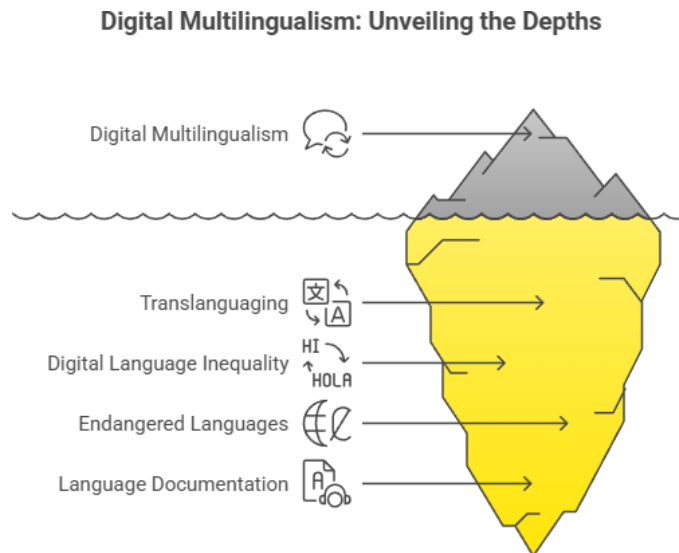 Digital Multilingualism: Unveiling the Depths
Digital Multilingualism
Translanguaging
文
A
Digital Language Inequality
HI
HOLA
Endangered Languages
Language Documentation
A